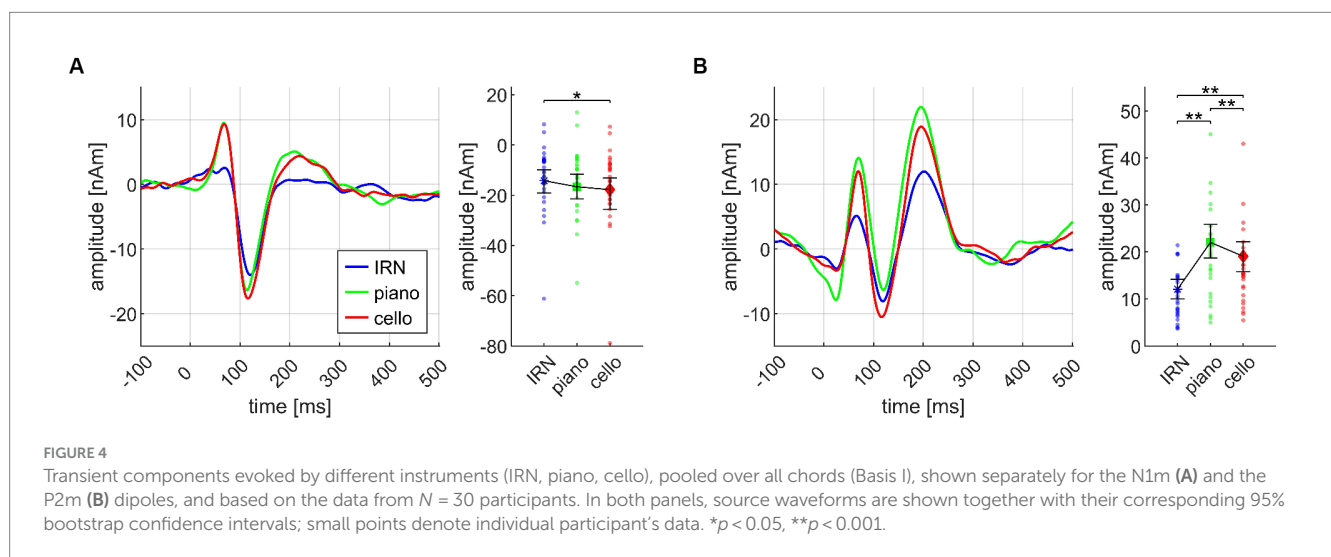 A
amplitude [nAm]
10
0
-10
-20
-100
0
100
200
300
400
500
time [ms]
IRN
piano
cello
amplitude [nAm]
20
0
-20
-40
-60
-80
*
IRN
piano
cello
B
amplitude [nAm]
20
10
0
-10
-100
0
100
200
300
400
500
time [ms]
amplitude [nAm]
50
40
30
20
10
0
**
**
**
IRN
piano
cello
FIGURE 4
Transient components evoked by different instruments (IRN, piano, cello), pooled over all chords (Basis I), shown separately for the N1m (A) and the
P2m (B) dipoles, and based on the data from N = 30 participants. In both panels, source waveforms are shown together with their corresponding 95%
bootstrap confidence intervals; small points denote individual participant's data. *p < 0.05, **p < 0.001.